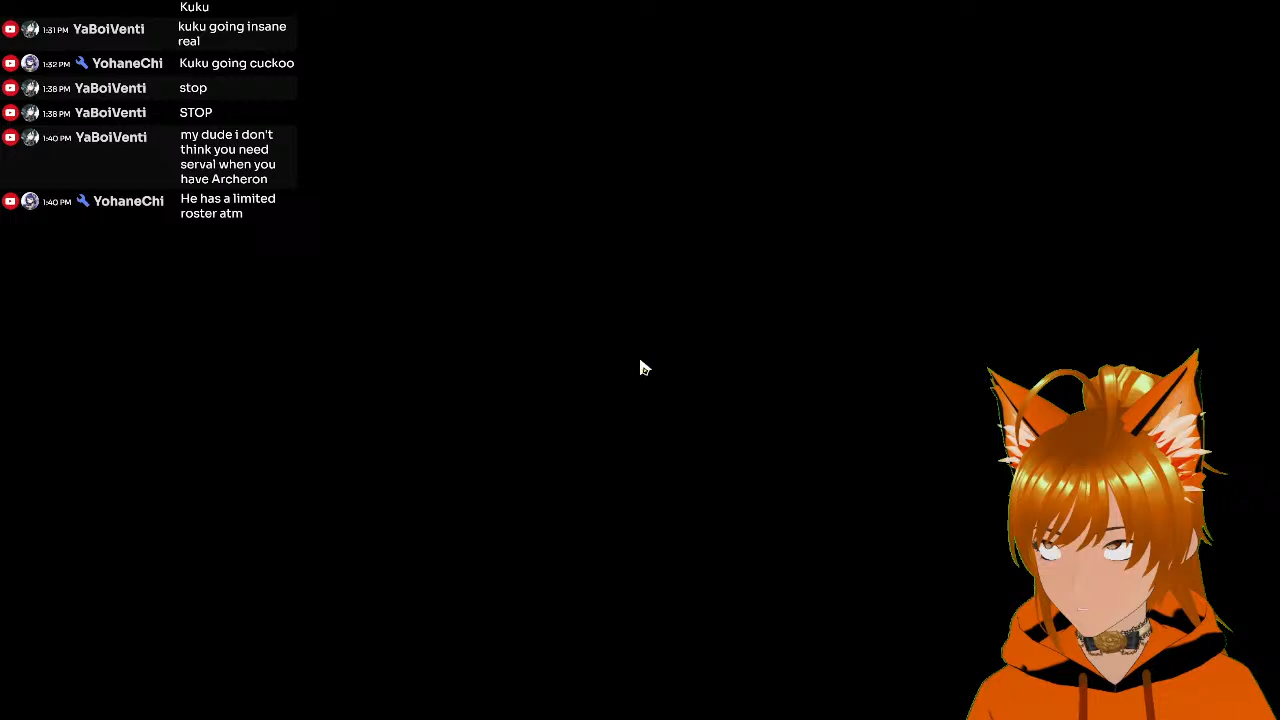 Kuku
1:31 PM YaBoiVenti kuku going insane
real
1:32 PM YohaneChi Kuku going cuckoo
1:38 PM YaBoiVenti stop
1:38 PM YaBoiVenti STOP
1:40 PM YaBoiVenti my dude i don't
think you need
serval when you
have Archeron
1:40 PM YohaneChi He has a limited
roster atm